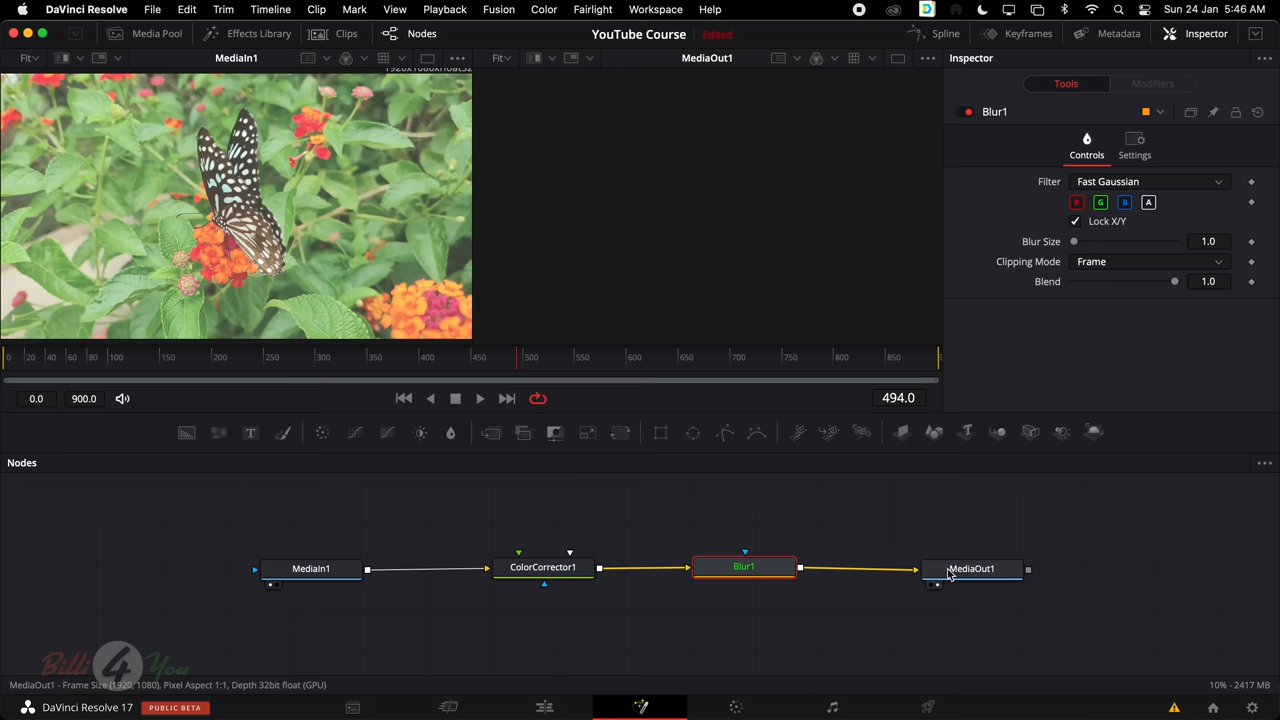 DaVinci Resolve File Edit Trim Timeline Clip Mark View Playback Fusion Color Fairlight Workspace Help Sun 24 Jan 5:46 AM
Media Pool Effects Library Clips Nodes YouTube Course Edited Spline Keyframes Metadata Inspector
Fit MediaIn1 Fit MediaOut1 Inspector
1920x1080xfloat32
Tools Modifiers
Blur1
Controls Settings
Filter Fast Gaussian
R G B A
Lock X/Y
Blur Size 1.0
Clipping Mode Frame
Blend 1.0
0 20 40 60 80 100 150 200 250 300 350 400 450 500 550 600 650 700 750 800 850
0.0 900.0 494.0
Nodes
MediaIn1 ColorCorrector1 Blur1 MediaOut1
Billi 4 You
MediaOut1 - Frame Size (1920, 1080), Pixel Aspect 1:1, Depth 32bit float (GPU) 10% - 2417 MB
DaVinci Resolve 17 PUBLIC BETA